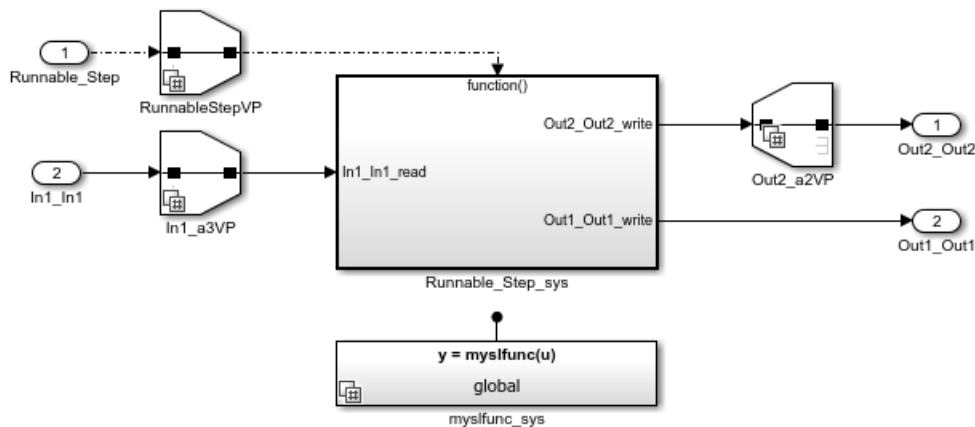 1
Runnable_Step
RunnableStepVP
function()
Out2_Out2_write
Out2_a2VP
1
Out2_Out2
2
In1_In1
In1_a3VP
In1_In1_read
Out1_Out1_write
2
Out1_Out1
Runnable_Step_sys
y = myslfunc(u)
global
myslfunc_sys